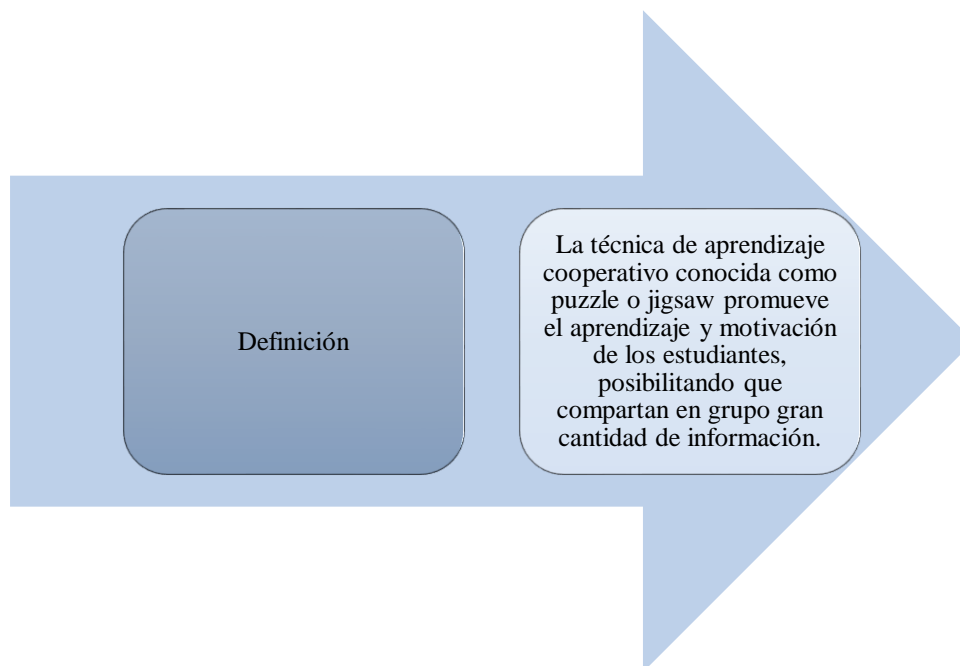 Definición
La técnica de aprendizaje
cooperativo conocida como
puzzle o jigsaw promueve
el aprendizaje y motivación
de los estudiantes,
posibilitando que
compartan en grupo gran
cantidad de información.